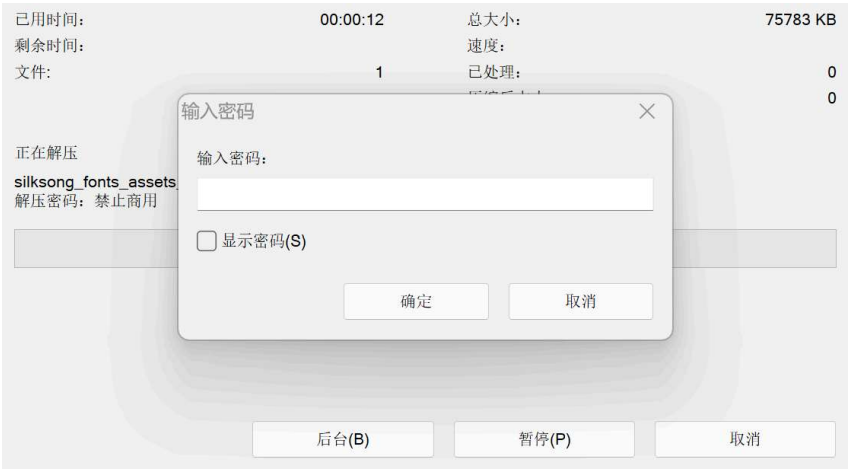 已用时间： 00:00:12 总大小： 75783 KB
剩余时间： 速度：
文件: 1 已处理： 0
0
输入密码
正在解压
输入密码：
silksong_fonts_assets_
解压密码：禁止商用
显示密码(S)
确定 取消
后台(B) 暂停(P) 取消